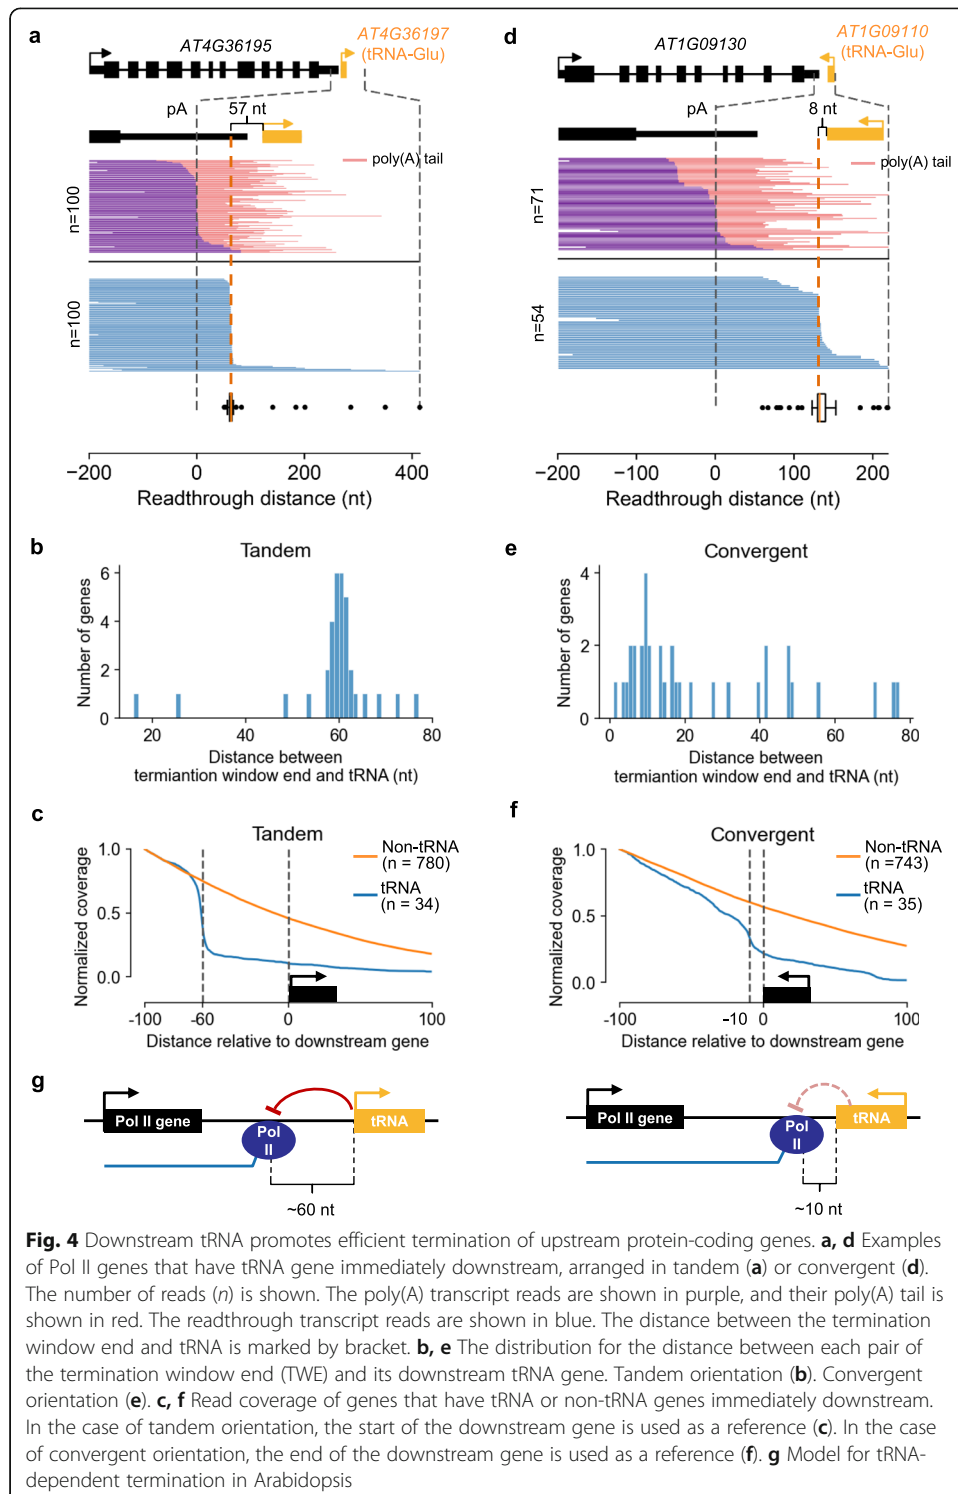 a
AT4G36195
AT4G36197
(tRNA-Glu)
pA
57 nt
poly(A) tail
n=100
n=100
−200 0 200 400
Readthrough distance (nt)
d
AT1G09130
AT1G09110
(tRNA-Glu)
pA
8 nt
poly(A) tail
n=71
n=54
−200 −100 0 100 200
Readthrough distance (nt)
b
Tandem
Number of genes
6
4
2
0
20 40 60 80
Distance between
termiantion window end and tRNA (nt)
e
Convergent
Number of genes
4
2
0
0 20 40 60 80
Distance between
termiantion window end and tRNA (nt)
c
Tandem
Normalized coverage
1.0
0.5
0.0
Non-tRNA
(n = 780)
tRNA
(n = 34)
-100 -60 0 100
Distance relative to downstream gene
f
Convergent
Normalized coverage
1.0
0.5
0.0
Non-tRNA
(n =743)
tRNA
(n = 35)
-100 −10 0 100
Distance relative to downstream gene
g
Pol II gene
Pol
II
tRNA
~60 nt
Pol II gene
Pol
II
tRNA
~10 nt
Fig. 4 Downstream tRNA promotes efficient termination of upstream protein-coding genes. a, d Examples
of Pol II genes that have tRNA gene immediately downstream, arranged in tandem (a) or convergent (d).
The number of reads (n) is shown. The poly(A) transcript reads are shown in purple, and their poly(A) tail is
shown in red. The readthrough transcript reads are shown in blue. The distance between the termination
window end and tRNA is marked by bracket. b, e The distribution for the distance between each pair of
the termination window end (TWE) and its downstream tRNA gene. Tandem orientation (b). Convergent
orientation (e). c, f Read coverage of genes that have tRNA or non-tRNA genes immediately downstream.
In the case of tandem orientation, the start of the downstream gene is used as a reference (c). In the case
of convergent orientation, the end of the downstream gene is used as a reference (f). g Model for tRNA-
dependent termination in Arabidopsis